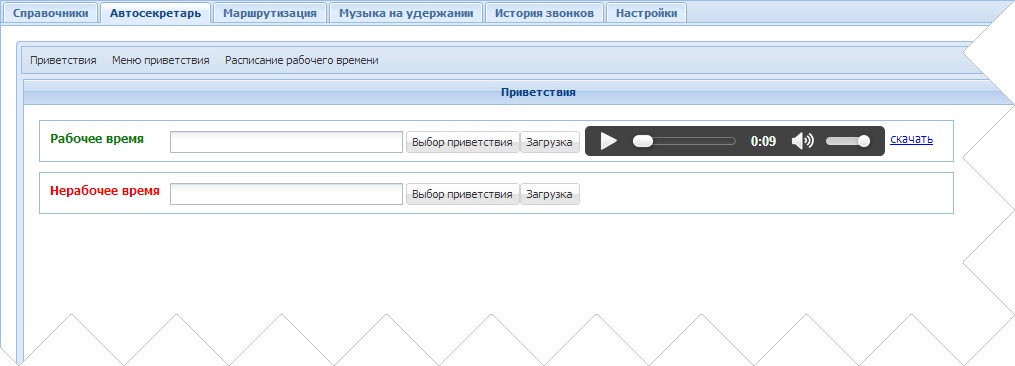 Справочники Автосекретарь Маршрутизация Музыка на удержании История звонков Настройки
Приветствия Меню приветствия Расписание рабочего времени
Приветствия
Рабочее время Выбор приветствия Загрузка 0:09 скачать
Нерабочее время Выбор приветствия Загрузка